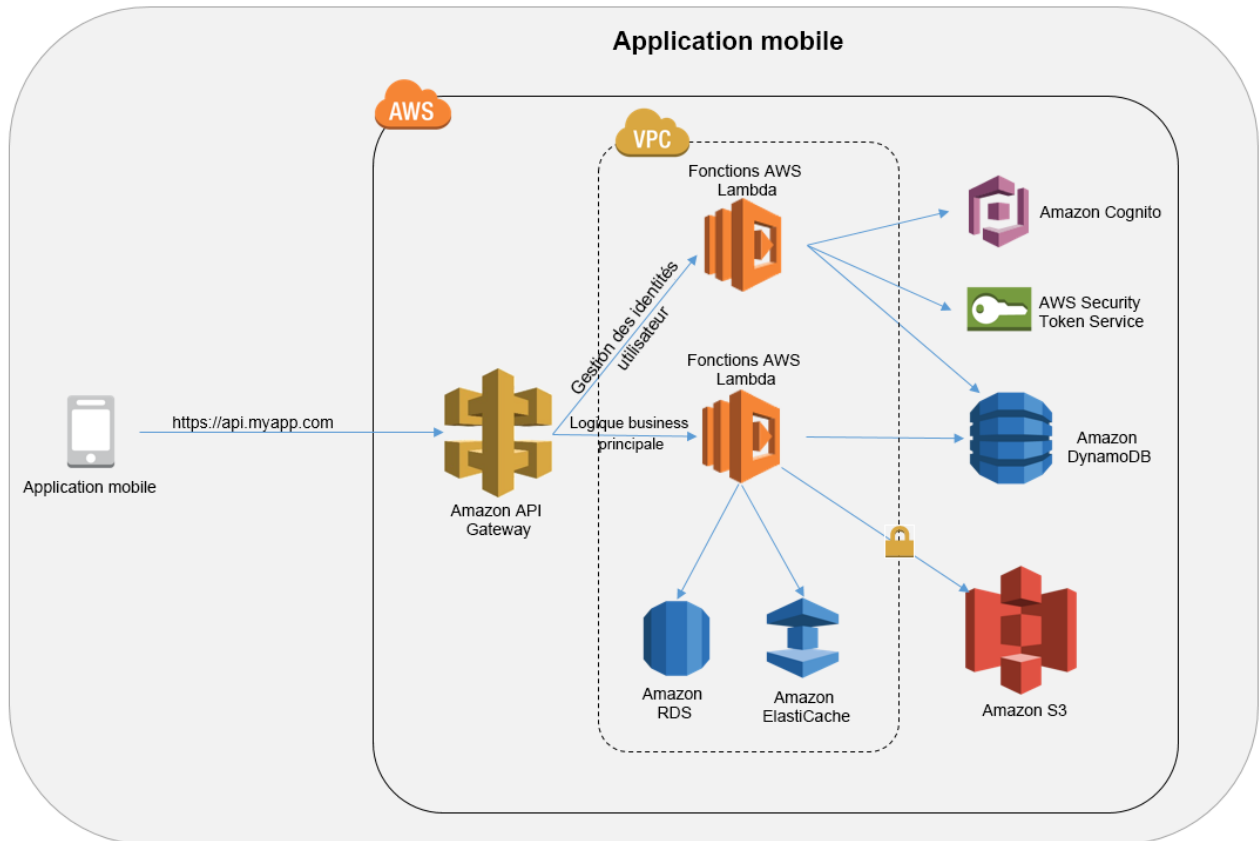 Application mobile
AWS
VPC
Fonctions AWS
Lambda
Amazon Cognito
Gestion des identités
utilisateur
AWS Security
Token Service
Fonctions AWS
Lambda
https://api.myapp.com
Logique business
principale
Amazon
DynamoDB
Application mobile
Amazon API
Gateway
Amazon
RDS
Amazon
ElastiCache
Amazon S3